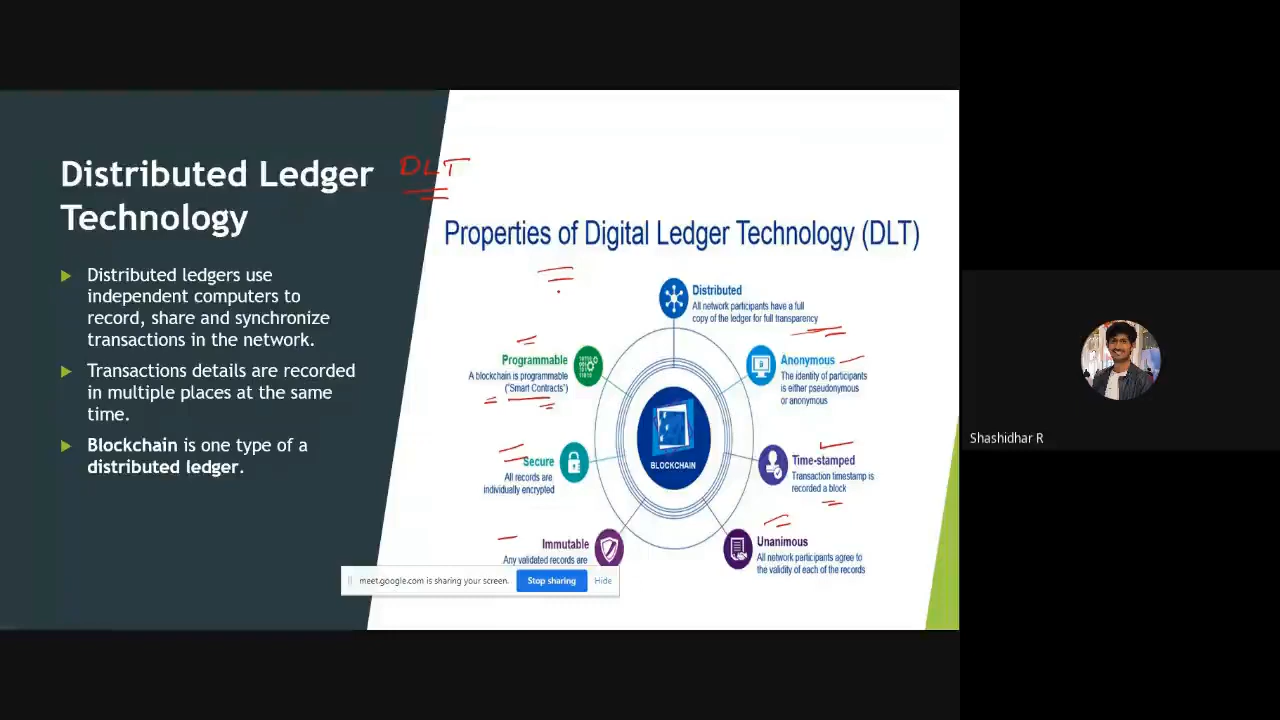 Distributed Ledger
Technology
DLT
Distributed ledgers use
independent computers to
record, share and synchronize
transactions in the network.
Transactions details are recorded
in multiple places at the same
time.
Blockchain is one type of a
distributed ledger.
Properties of Digital Ledger Technology (DLT)
Distributed
All network participants have a full
copy of the ledger for full transparency
Programmable
A blockchain is programmable
("Smart Contracts")
Anonymous
The identity of participants
is either pseudonymous
or anonymous
BLOCKCHAIN
Secure
All records are
individually encrypted
Time-stamped
Transaction timestamp is
recorded a block
Immutable
Any validated records are
Unanimous
All network participants agree to
the validity of each of the records
meet.google.com is sharing your screen.
Stop sharing
Hide
Shashidhar R